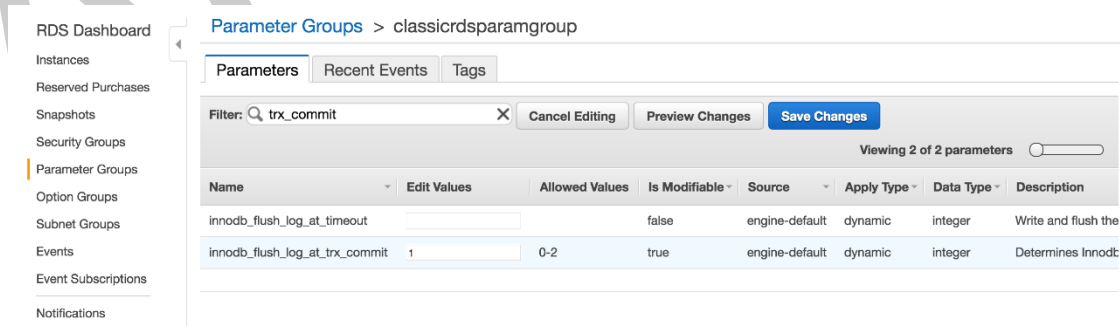 RDS Dashboard
Instances
Reserved Purchases
Snapshots
Security Groups
Parameter Groups
Option Groups
Subnet Groups
Events
Event Subscriptions
Notifications
Parameter Groups > classicrdsparamgroup
Parameters Recent Events Tags
Filter: trx_commit Cancel Editing Preview Changes Save Changes
Viewing 2 of 2 parameters
Name Edit Values Allowed Values Is Modifiable Source Apply Type Data Type Description
innodb_flush_log_at_timeout false engine-default dynamic integer Write and flush the
innodb_flush_log_at_trx_commit 1 0-2 true engine-default dynamic integer Determines Innodb